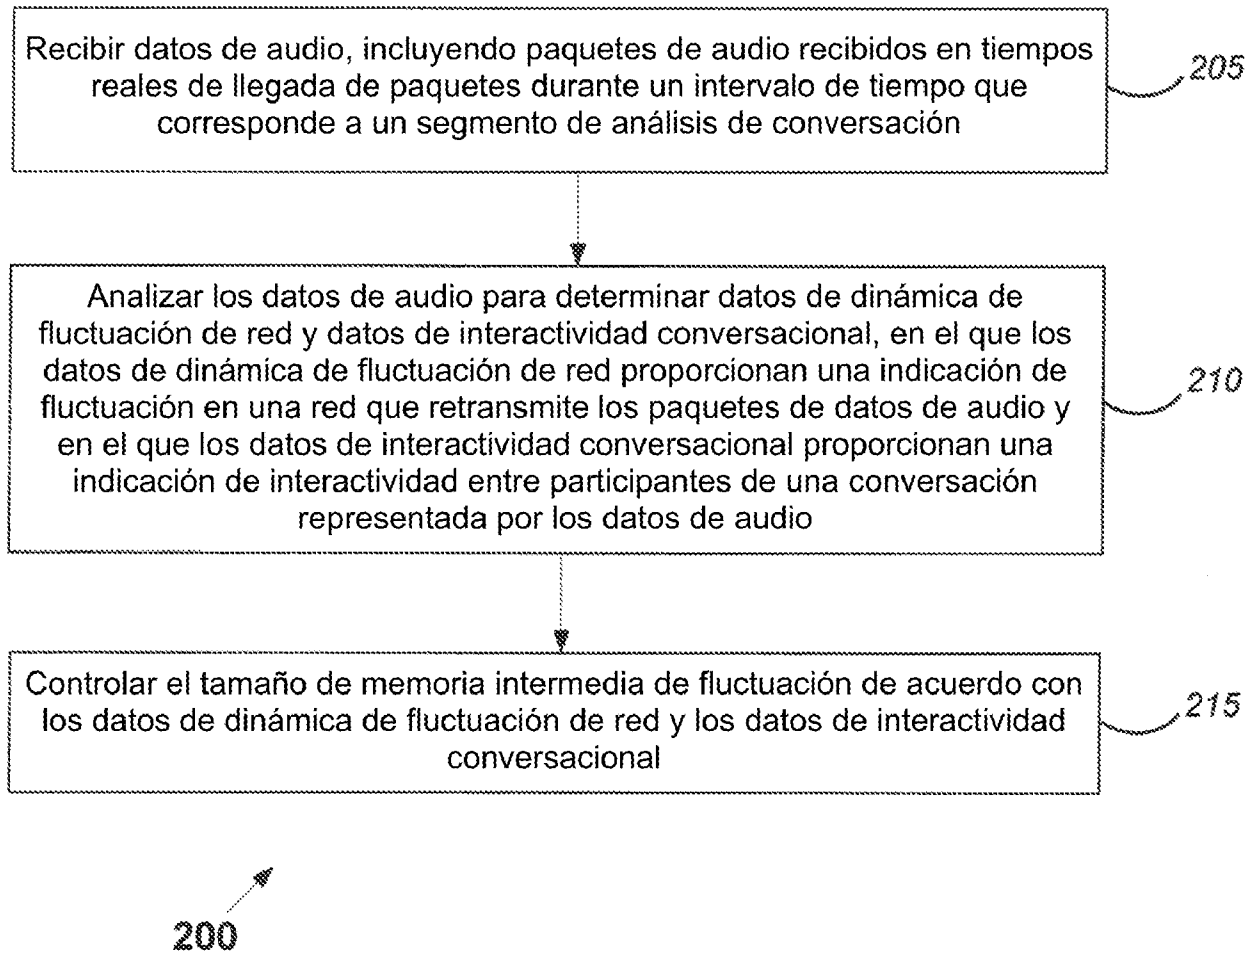 Recibir datos de audio, incluyendo paquetes de audio recibidos en tiempos
reales de llegada de paquetes durante un intervalo de tiempo que
corresponde a un segmento de análisis de conversación
205
Analizar los datos de audio para determinar datos de dinámica de
fluctuación de red y datos de interactividad conversacional, en el que los
datos de dinámica de fluctuación de red proporcionan una indicación de
fluctuación en una red que retransmite los paquetes de datos de audio y
en el que los datos de interactividad conversacional proporcionan una
indicación de interactividad entre participantes de una conversación
representada por los datos de audio
210
Controlar el tamaño de memoria intermedia de fluctuación de acuerdo con
los datos de dinámica de fluctuación de red y los datos de interactividad
conversacional
215
200